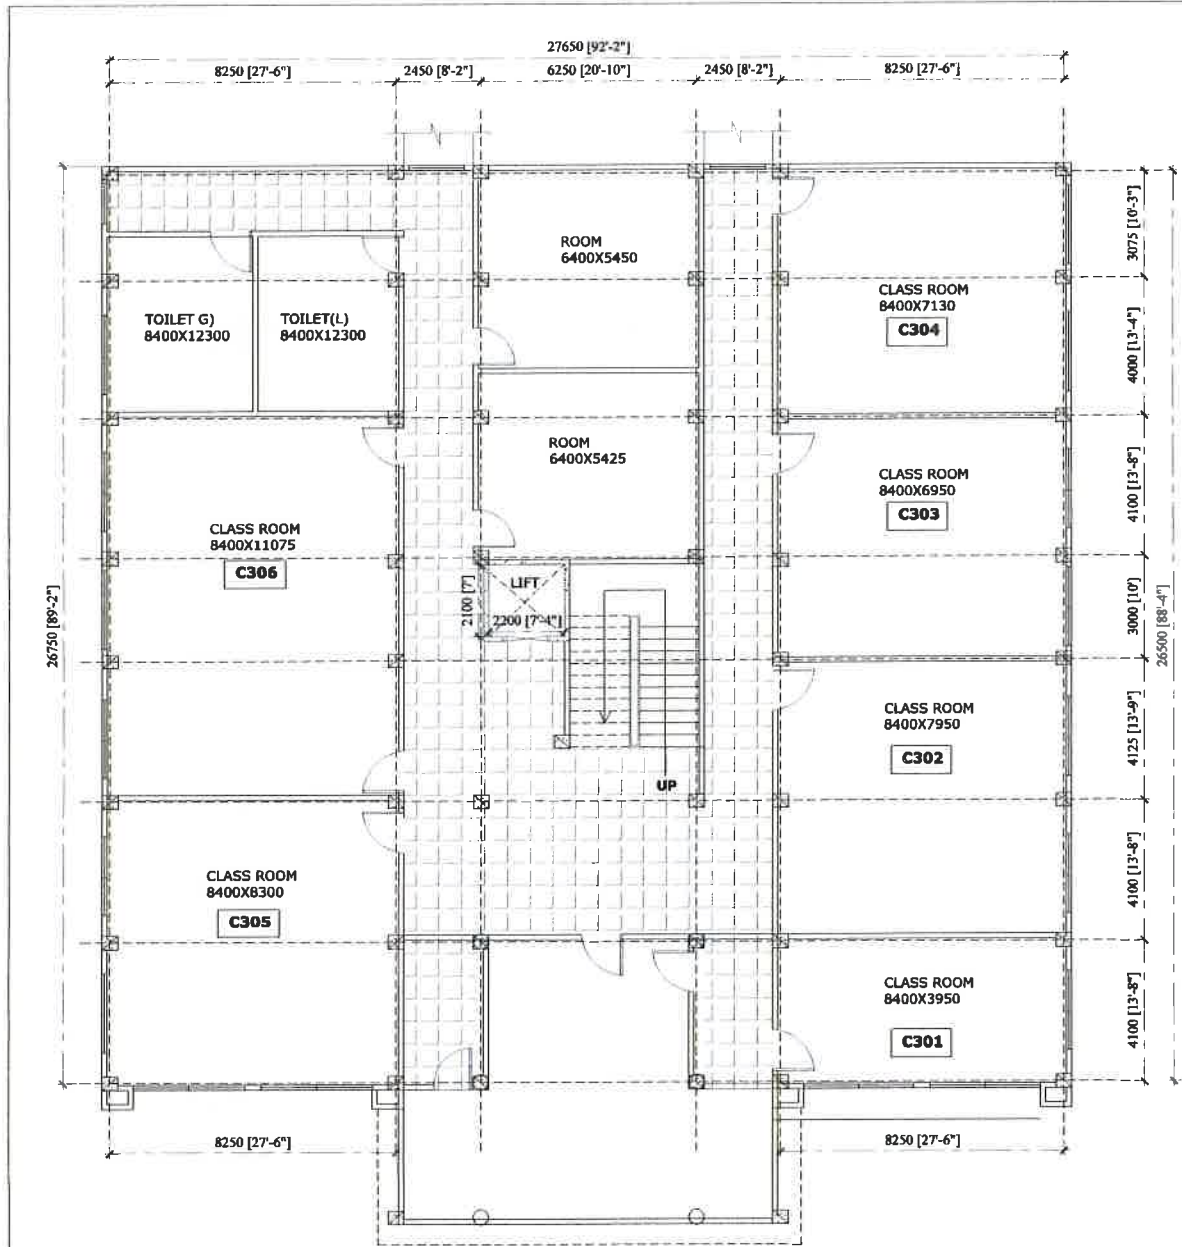 27650 [92'-2"]
8250 [27'-6"]
2450 [8'-2"]
6250 [20'-10"]
2450 [8'-2"]
8250 [27'-6"]
ROOM
6400X5450
CLASS ROOM
8400X7130
C304
3075 [10'-3"]
TOILET G)
8400X12300
TOILET(L)
8400X12300
4000 [13'-4"]
ROOM
6400X5425
CLASS ROOM
8400X6950
C303
4100 [13'-8"]
CLASS ROOM
8400X11075
C306
LIFT
2100 [7']
2200 [7'-4"]
3000 [10']
26750 [89'-2"]
26500 [88'-4"]
CLASS ROOM
8400X7950
C302
4125 [13'-9"]
UP
CLASS ROOM
8400X8300
C305
4100 [13'-8"]
CLASS ROOM
8400X3950
C301
4100 [13'-8"]
8250 [27'-6"]
8250 [27'-6"]